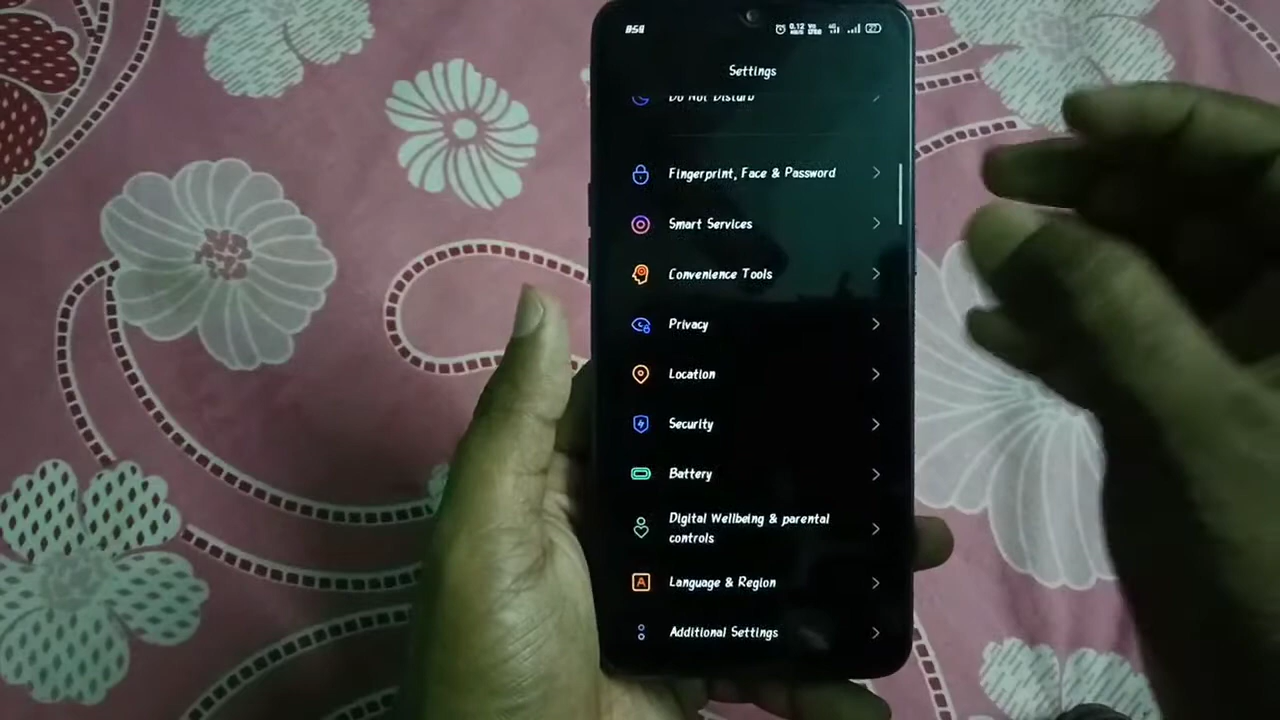 Settings
Do Not Disturb
Fingerprint, Face & Password
Smart Services
Convenience Tools
Privacy
Location
Security
Battery
Digital Wellbeing & parental
controls
A Language & Region
Additional Settings